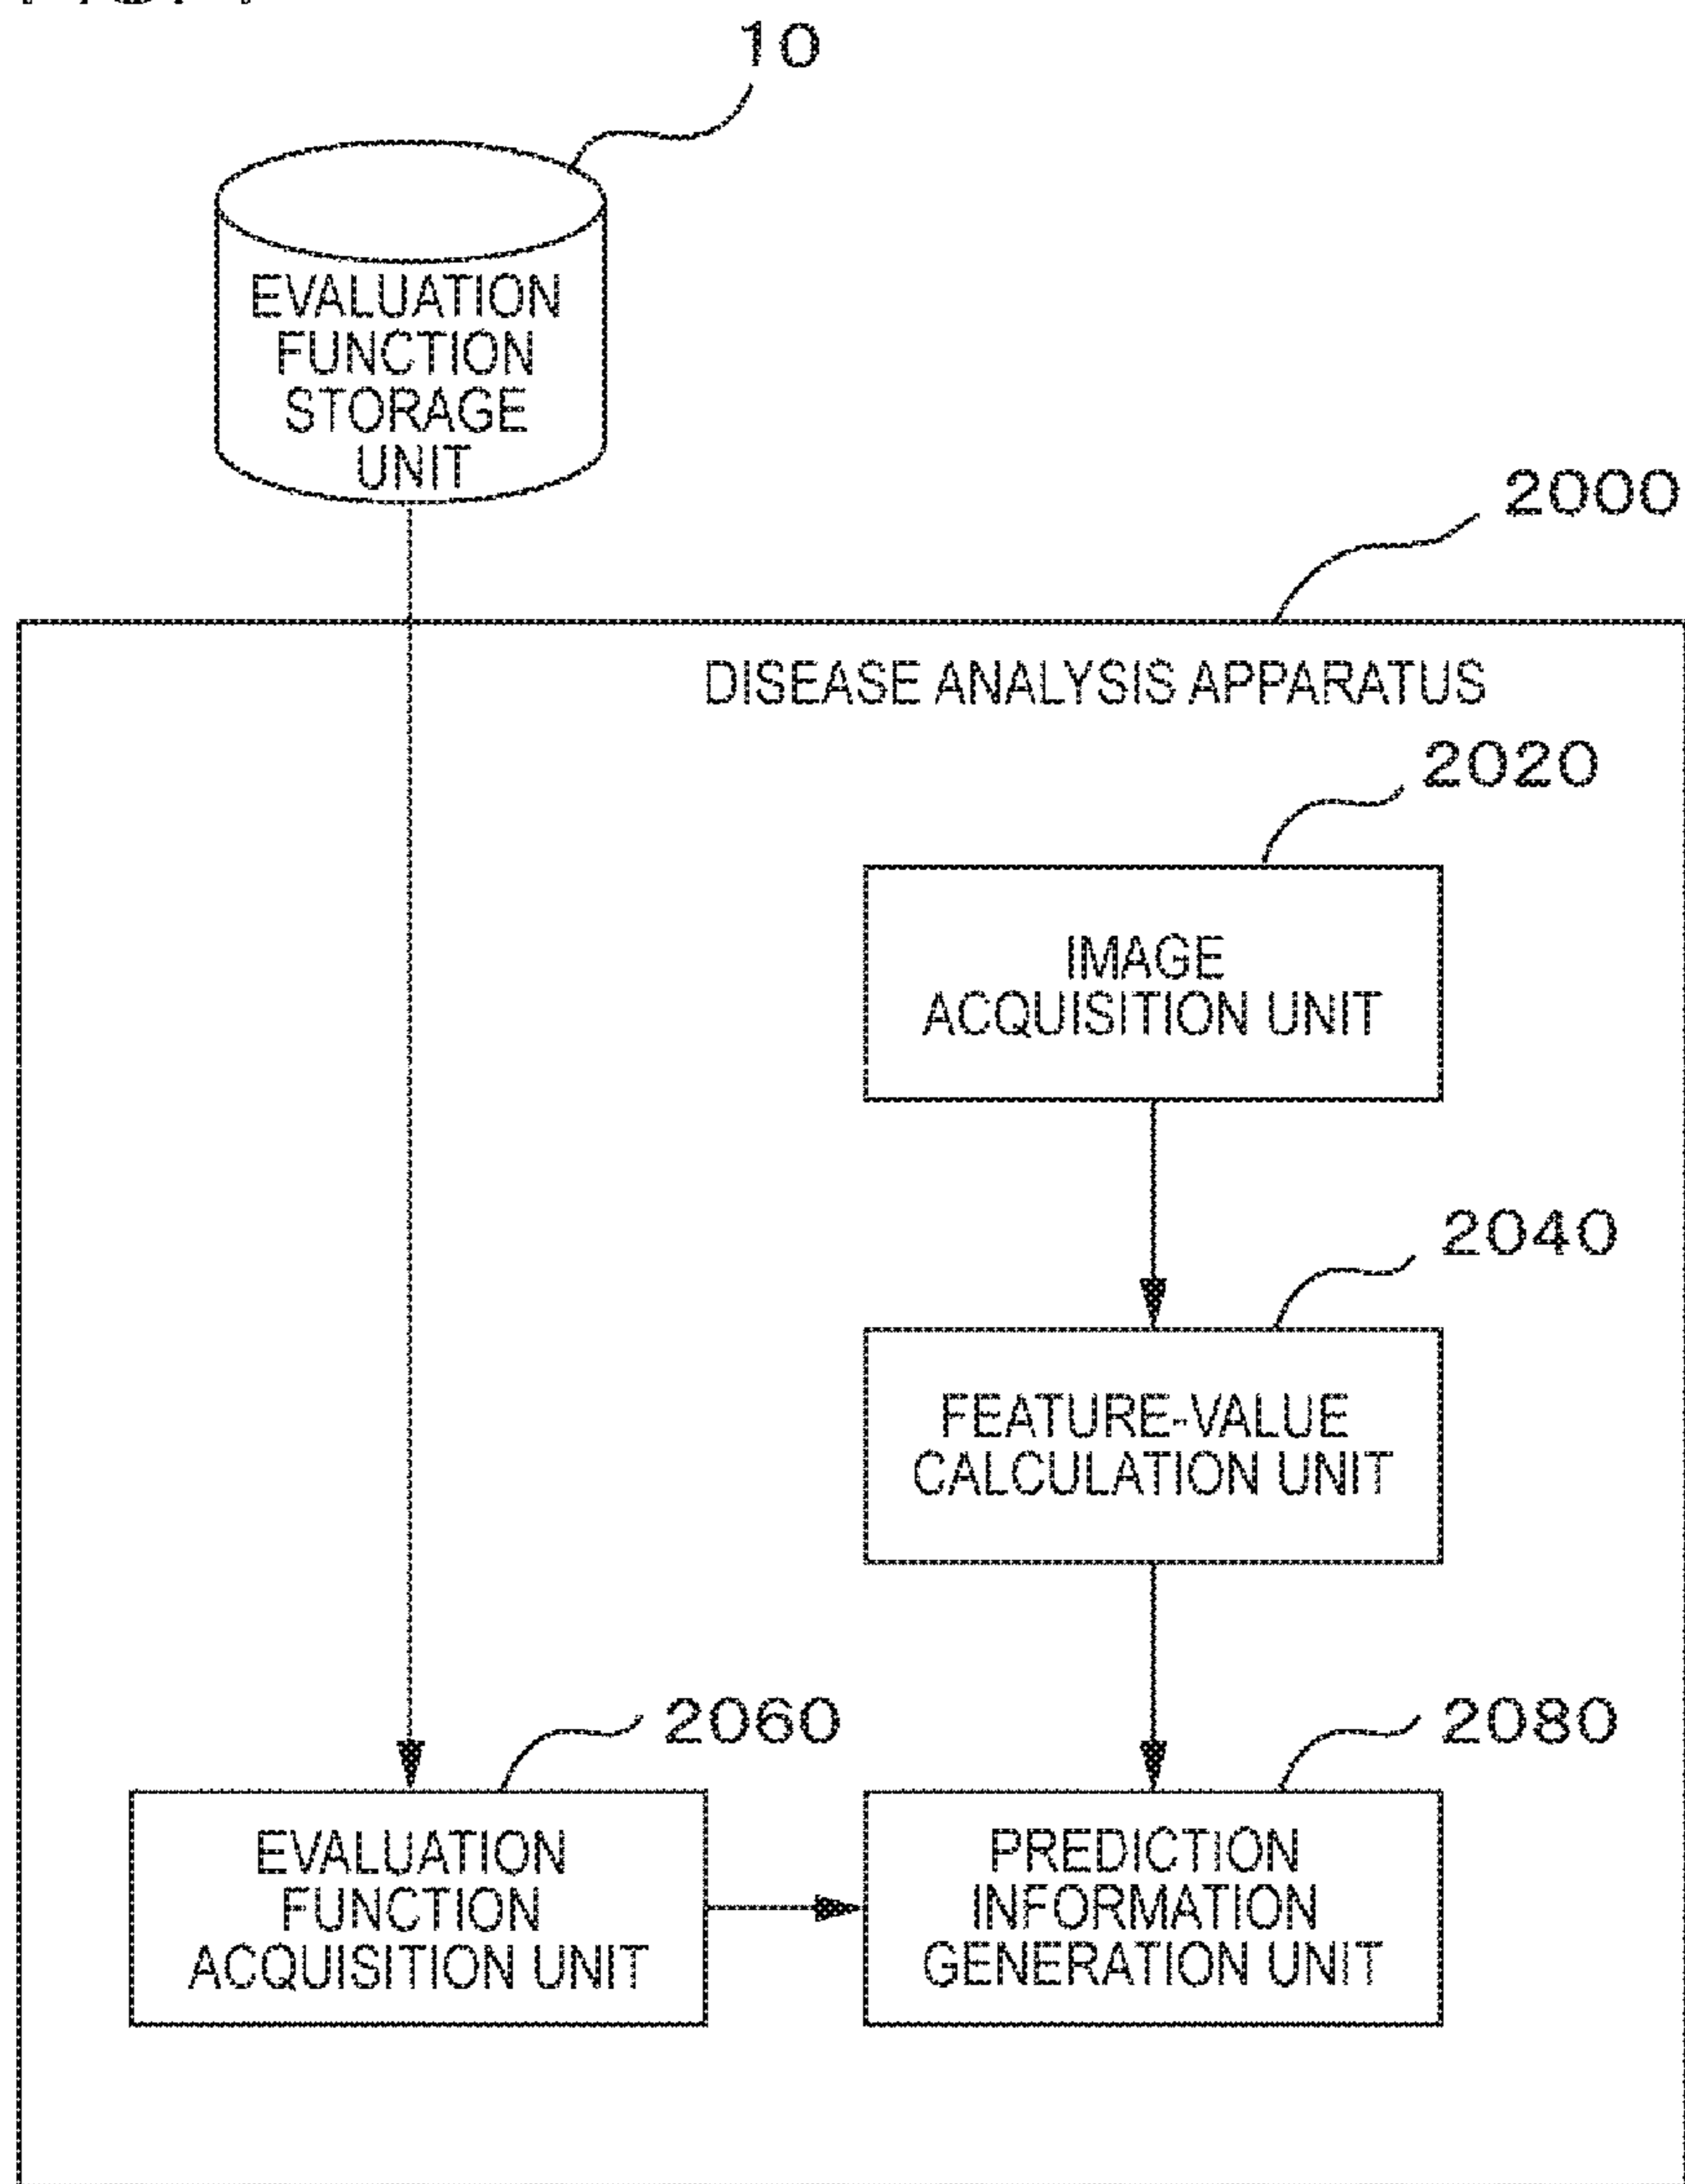 10
EVALUATION
FUNCTION
STORAGE
UNIT
2000
DISEASE ANALYSIS APPARATUS
2020
IMAGE
ACQUISITION UNIT
2040
FEATURE-VALUE
CALCULATION UNIT
2060
EVALUATION
FUNCTION
ACQUISITION UNIT
2080
PREDICTION
INFORMATION
GENERATION UNIT